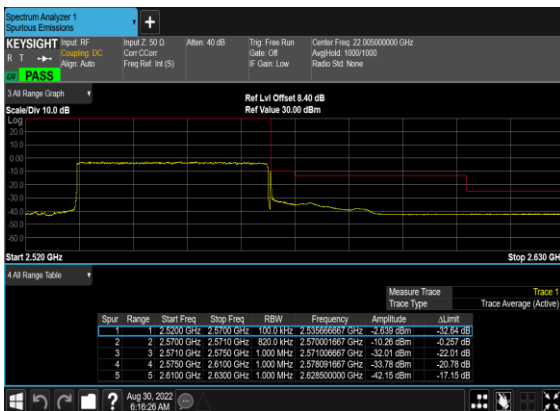 Spectrum Analyzer 1
Spurious Emissions
KEYSIGHT
R T
LV PASS
Input: RF
Coupling: DC
Align: Auto
Input Z: 50 Ω
Corr CCorr
Freq Ref: Int (S)
Atten: 40 dB
Trig: Free Run
Gate: Off
IF Gain: Low
Center Freq: 22.005000000 GHz
Avg|Hold: 1000/1000
Radio Std: None
3 All Range Graph
Scale/Div 10.0 dB
Ref Lvl Offset 8.40 dB
Ref Value 30.00 dBm
Log
20.0
10.0
0.00
-10.0
-20.0
-30.0
-40.0
-50.0
-60.0
Start 2.520 GHz
Stop 2.630 GH
4 All Range Table
Measure Trace Trace 1
Trace Type Trace Average (Active)
Spur Range Start Freq Stop Freq RBW Frequency Amplitude ΔLimit
1 1 2.5200 GHz 2.5700 GHz 100.0 kHz 2.535666667 GHz -2.639 dBm -32.64 dB
2 2 2.5700 GHz 2.5710 GHz 820.0 kHz 2.570001667 GHz -10.26 dBm -0.257 dB
3 3 2.5710 GHz 2.5750 GHz 1.000 MHz 2.571006667 GHz -32.01 dBm -22.01 dB
4 4 2.5750 GHz 2.6100 GHz 1.000 MHz 2.578091667 GHz -33.78 dBm -20.78 dB
5 5 2.6100 GHz 2.6300 GHz 1.000 MHz 2.628500000 GHz -42.15 dBm -17.15 dB
Aug 30, 2022
6:16:26 AM